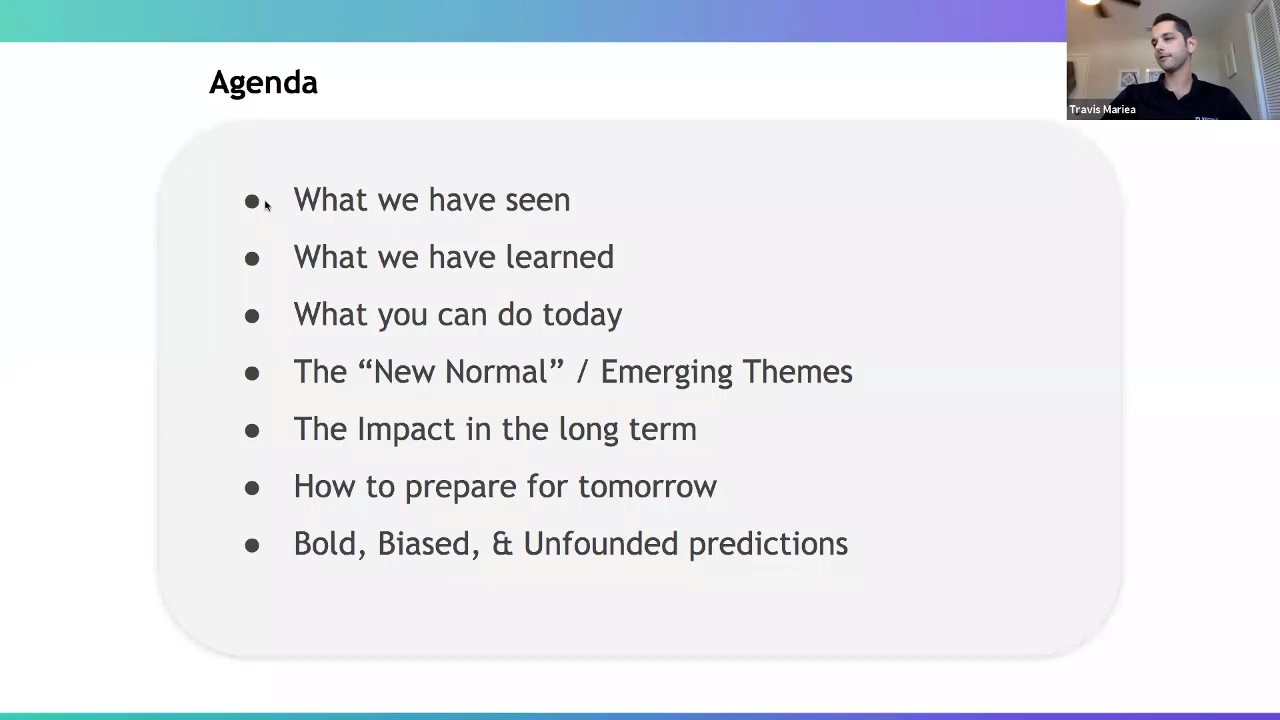 Agenda
Travis Mariea
● What we have seen
● What we have learned
● What you can do today
● The “New Normal” / Emerging Themes
● The Impact in the long term
● How to prepare for tomorrow
● Bold, Biased, & Unfounded predictions